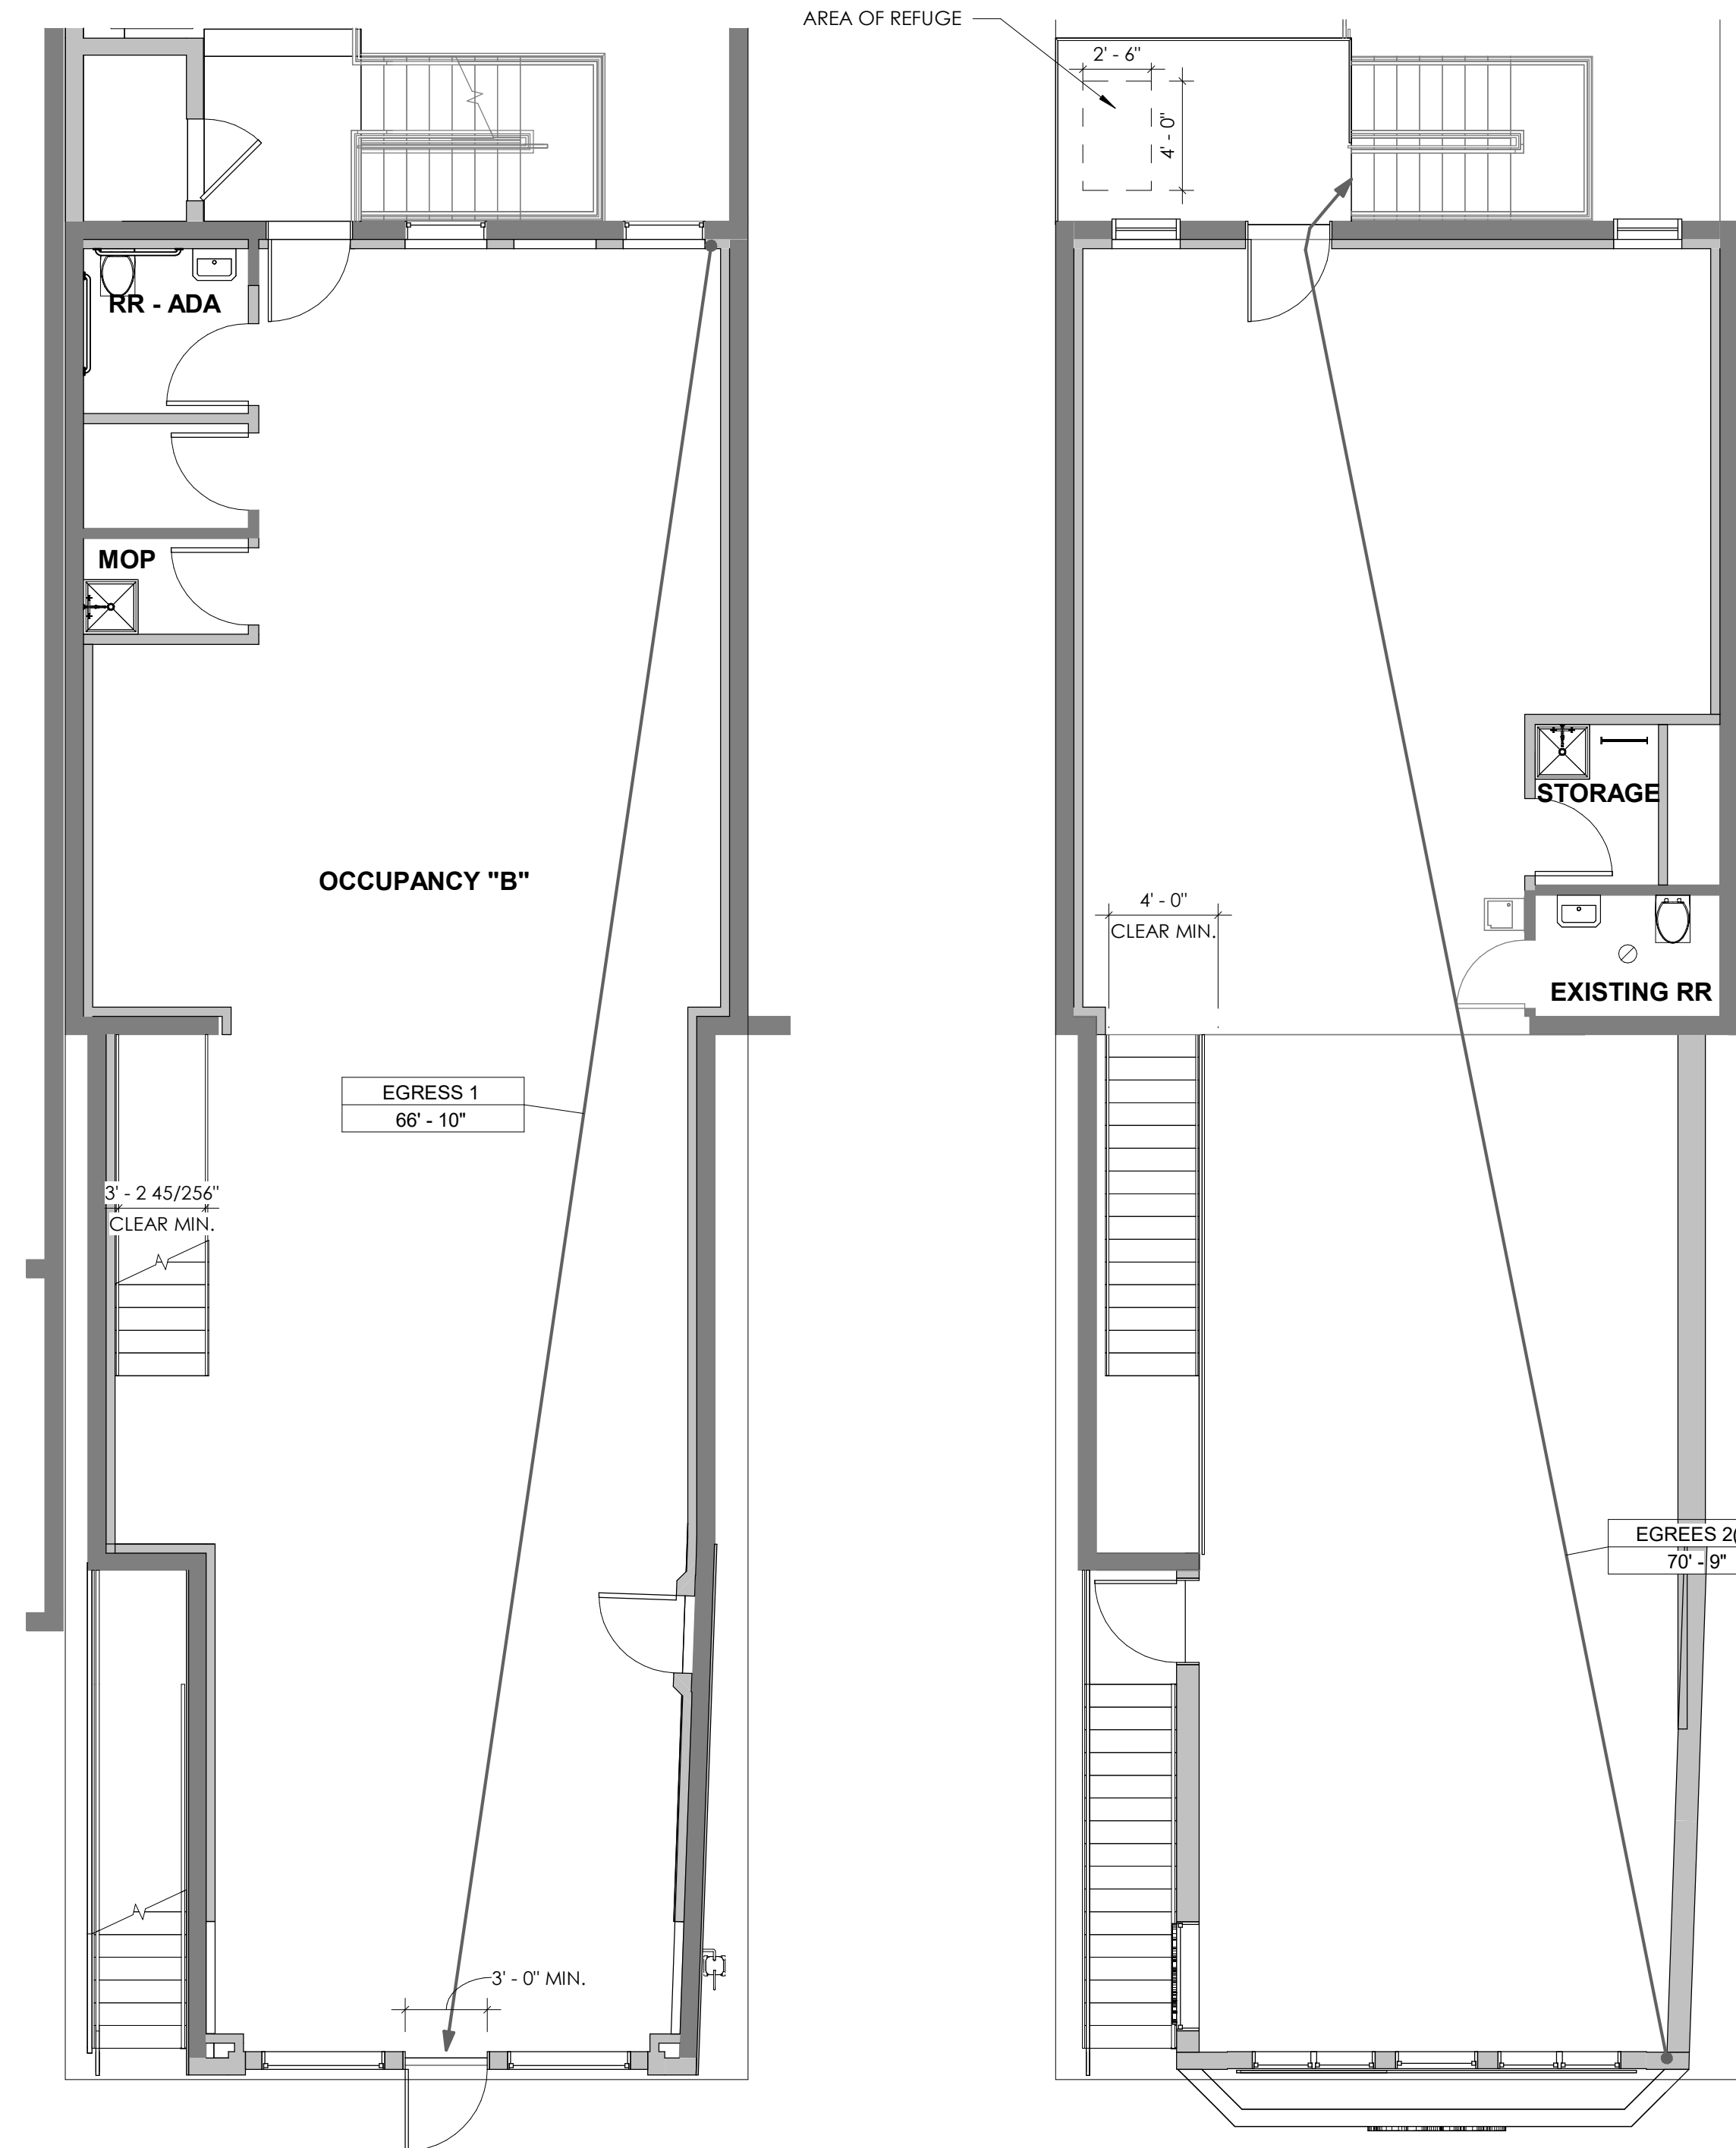 AREA OF REFUGE
2' - 6"
4' - 0"
RR - ADA
MOP
OCCUPANCY "B"
STORAGE
4' - 0"
CLEAR MIN.
EXISTING RR
EGRESS 1
66' - 10"
3' - 2 45/256"
CLEAR MIN.
EGREES 2(
70' - 9"
3' - 0" MIN.